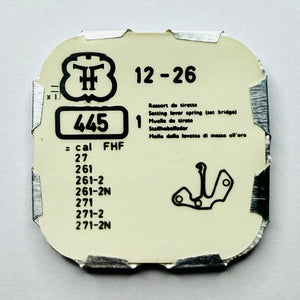 12-26
445
1
Ressort de tirette
Setting lever spring (set bridge)
Muelle de tirete
Stellhebelfeder
Molla della levetta di messa all'ora
= cal FHF
27
261
261-2
261-2N
271
271-2
271-2N